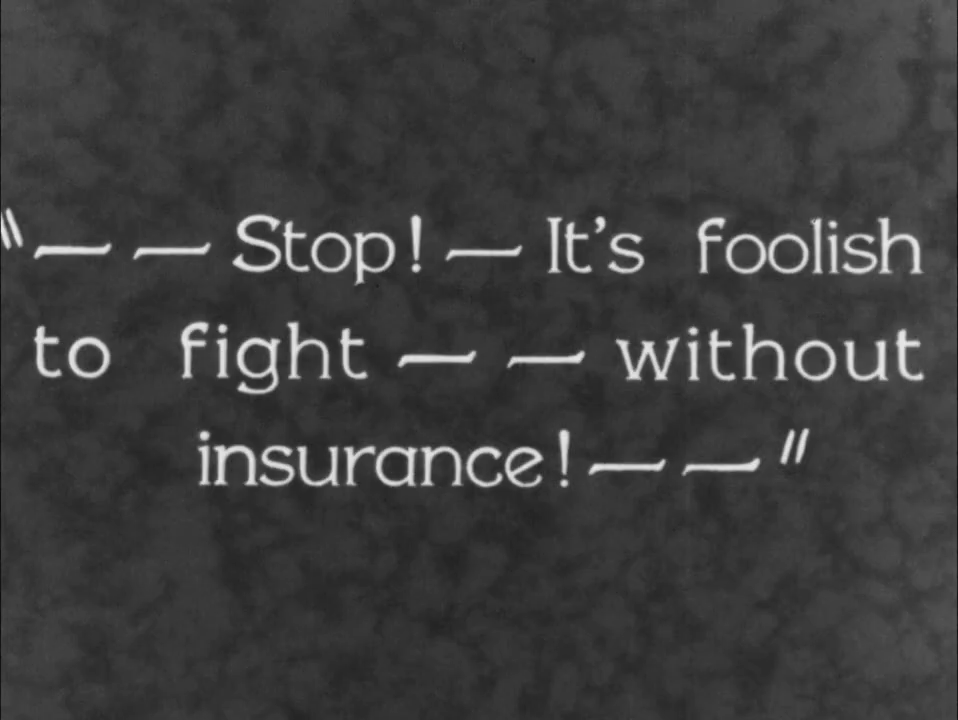 "— — Stop! — It's foolish
to fight — — without
insurance! — — "